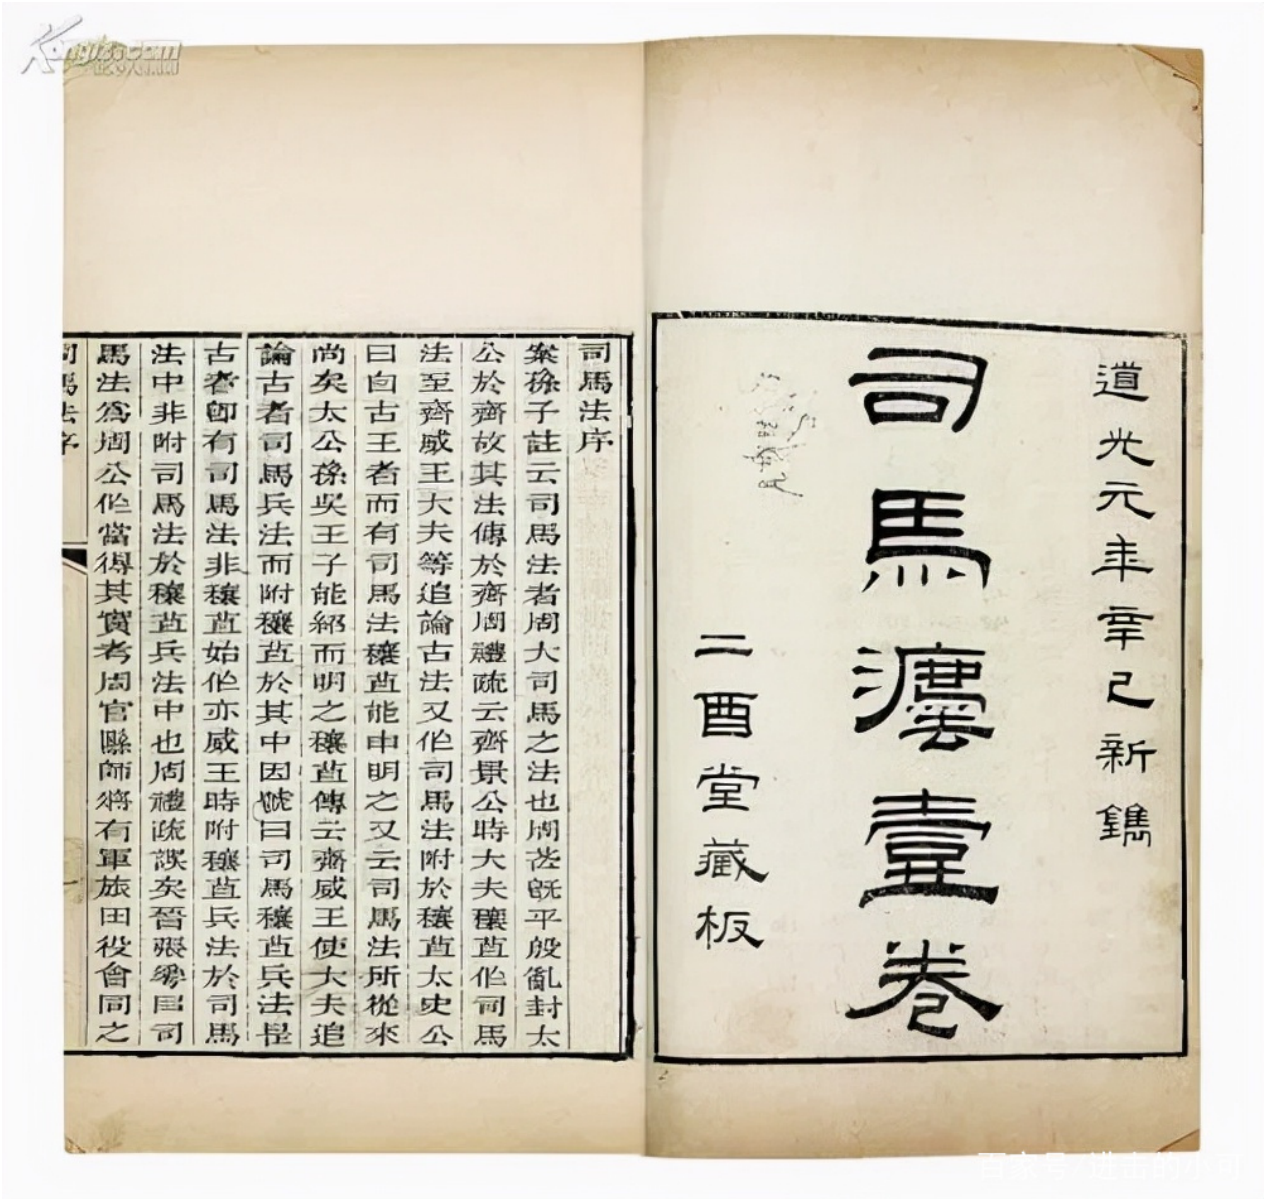 道光元年辛巳新鐫
司馬灋壹卷
二酉堂藏板
司馬法序
案孫子註云司馬法者周大司馬之法也周武既平殷亂封太
公於齊故其法傳於齊周禮疏云齊景公時大夫穰苴作司馬
法至齊威王大夫等追論古法又作司馬法附於穰苴太史公
曰自古王者而有司馬法穰苴能申明之又云司馬法所從來
尚矣太公孫吳王子能紹而明之穰苴傳云齊威王使大夫追
論古者司馬兵法而附穰苴於其中因號曰司馬穰苴兵法是
古者卽有司馬法非穰苴始作亦威王時附穰苴兵法於司馬
法中非附司馬法於穰苴兵法中也周禮疏誤矣晉張湛曰司
馬法爲周公作當得其實考周官縣師將有軍旅田役會同之
司馬法序
百家号/进击的小司